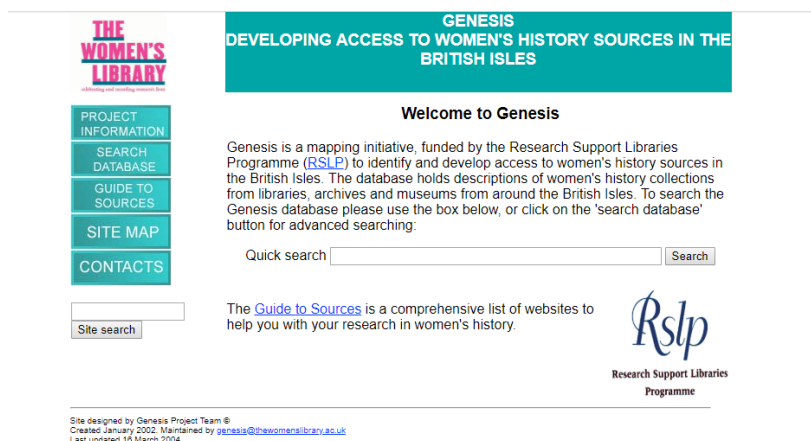 THE
WOMEN'S
LIBRARY
celebrating and recording women's lives
GENESIS
DEVELOPING ACCESS TO WOMEN'S HISTORY SOURCES IN THE
BRITISH ISLES
PROJECT
INFORMATION
SEARCH
DATABASE
GUIDE TO
SOURCES
SITE MAP
CONTACTS
Site search
Welcome to Genesis
Genesis is a mapping initiative, funded by the Research Support Libraries
Programme (RSLP) to identify and develop access to women's history sources in
the British Isles. The database holds descriptions of women's history collections
from libraries, archives and museums from around the British Isles. To search the
Genesis database please use the box below, or click on the 'search database'
button for advanced searching:
Quick search Search
The Guide to Sources is a comprehensive list of websites to
help you with your research in women's history.
Rslp
Research Support Libraries
Programme
Site designed by Genesis Project Team ©
Created January 2002. Maintained by genesis@thewomenslibrary.ac.uk
Last updated 16 March 2004